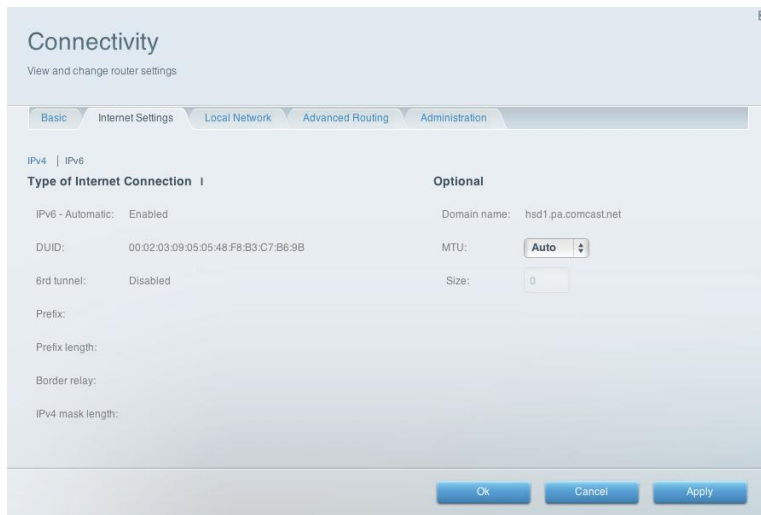 Connectivity
View and change router settings
Basic Internet Settings Local Network Advanced Routing Administration
IPv4 | IPv6
Type of Internet Connection |
Optional
IPv6 - Automatic: Enabled
Domain name: hsd1.pa.comcast.net
DUID: 00:02:03:09:05:05:48:F8:B3:C7:B6:9B
MTU: Auto
6rd tunnel: Disabled
Size: 0
Prefix:
Prefix length:
Border relay:
IPv4 mask length:
Ok Cancel Apply